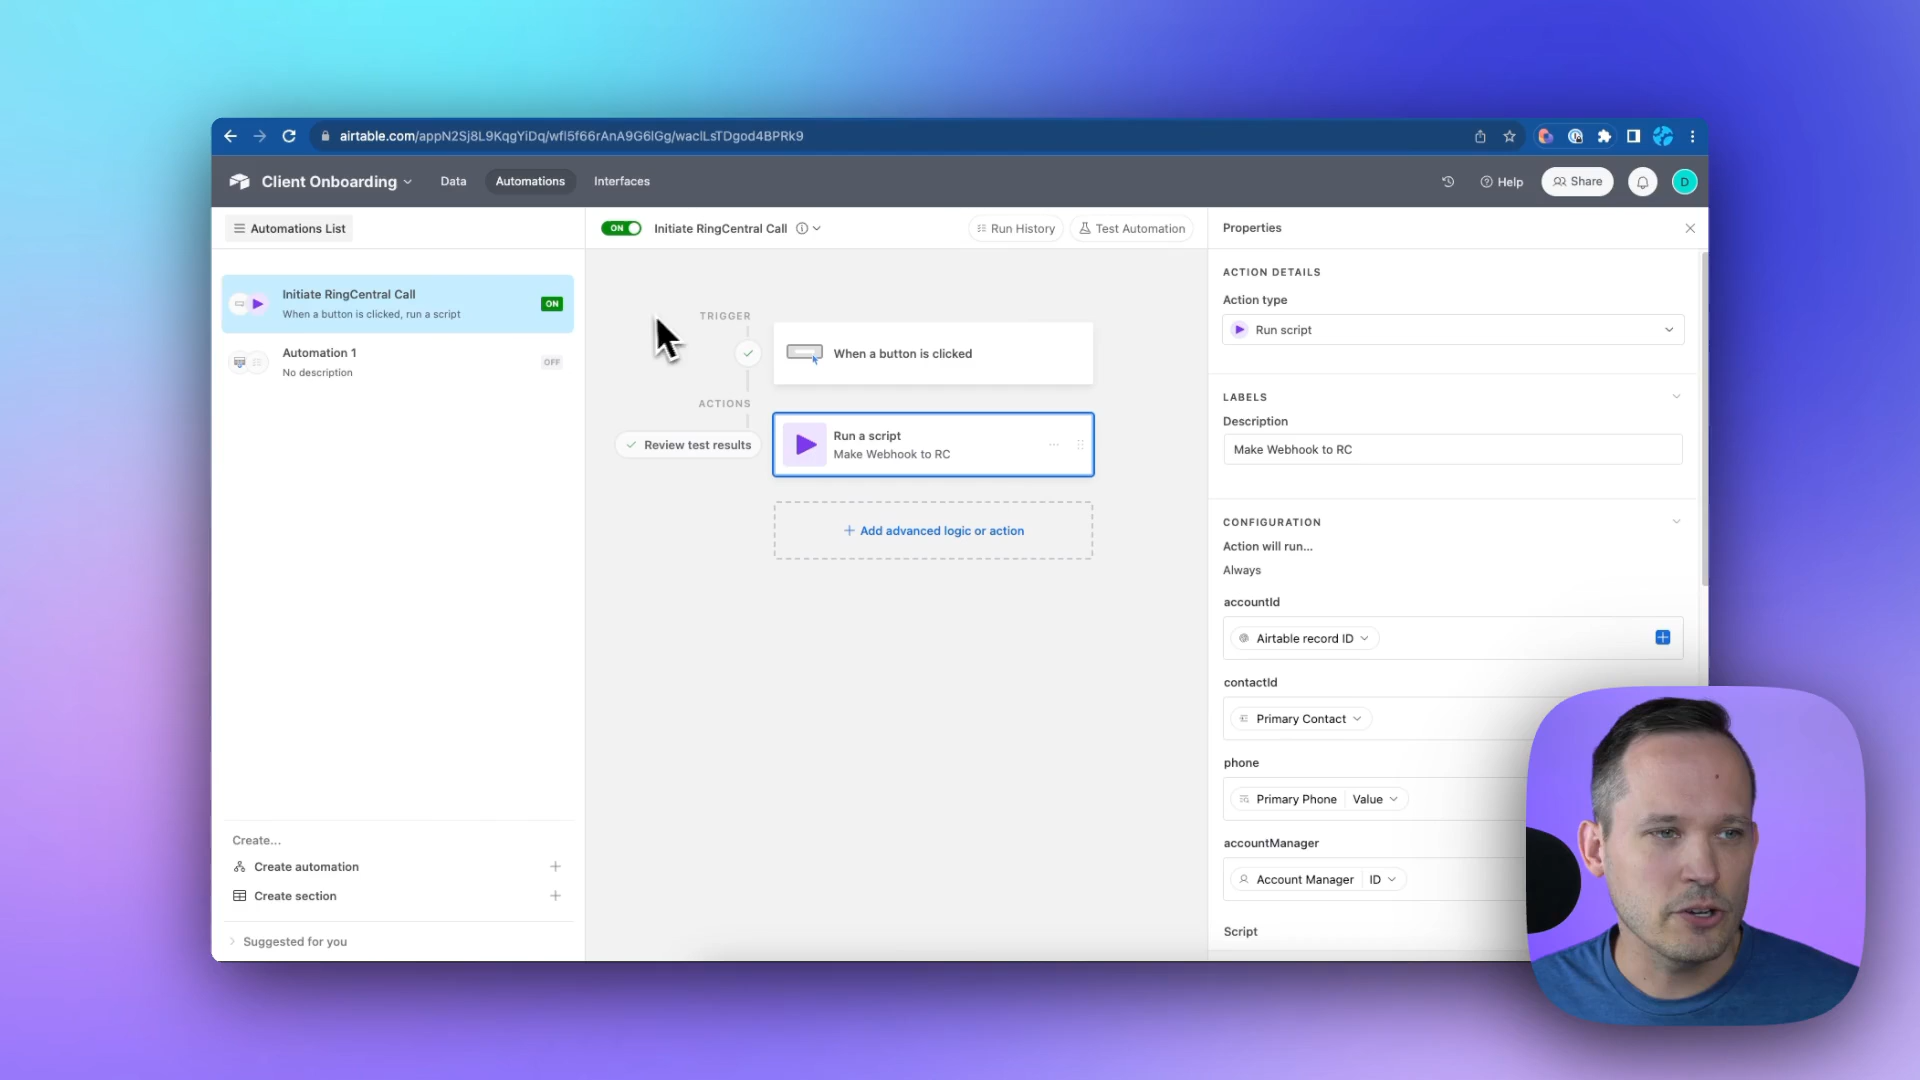 airtable.com/appN2Sj8L9KqgYiDq/wfl5f66rAnA9G6lGg/waclLsTDgod4BPRk9
Client Onboarding
Data
Automations
Interfaces
Help
Share
D
Automations List
ON
Initiate RingCentral Call
Run History
Test Automation
Properties
Initiate RingCentral Call
When a button is clicked, run a script
ON
Automation 1
No description
OFF
TRIGGER
When a button is clicked
ACTIONS
Review test results
Run a script
Make Webhook to RC
Add advanced logic or action
ACTION DETAILS
Action type
Run script
LABELS
Description
Make Webhook to RC
CONFIGURATION
Action will run...
Always
accountId
Airtable record ID
contactId
Primary Contact
phone
Primary Phone Value
accountManager
Account Manager ID
Script
Create...
Create automation
Create section
Suggested for you